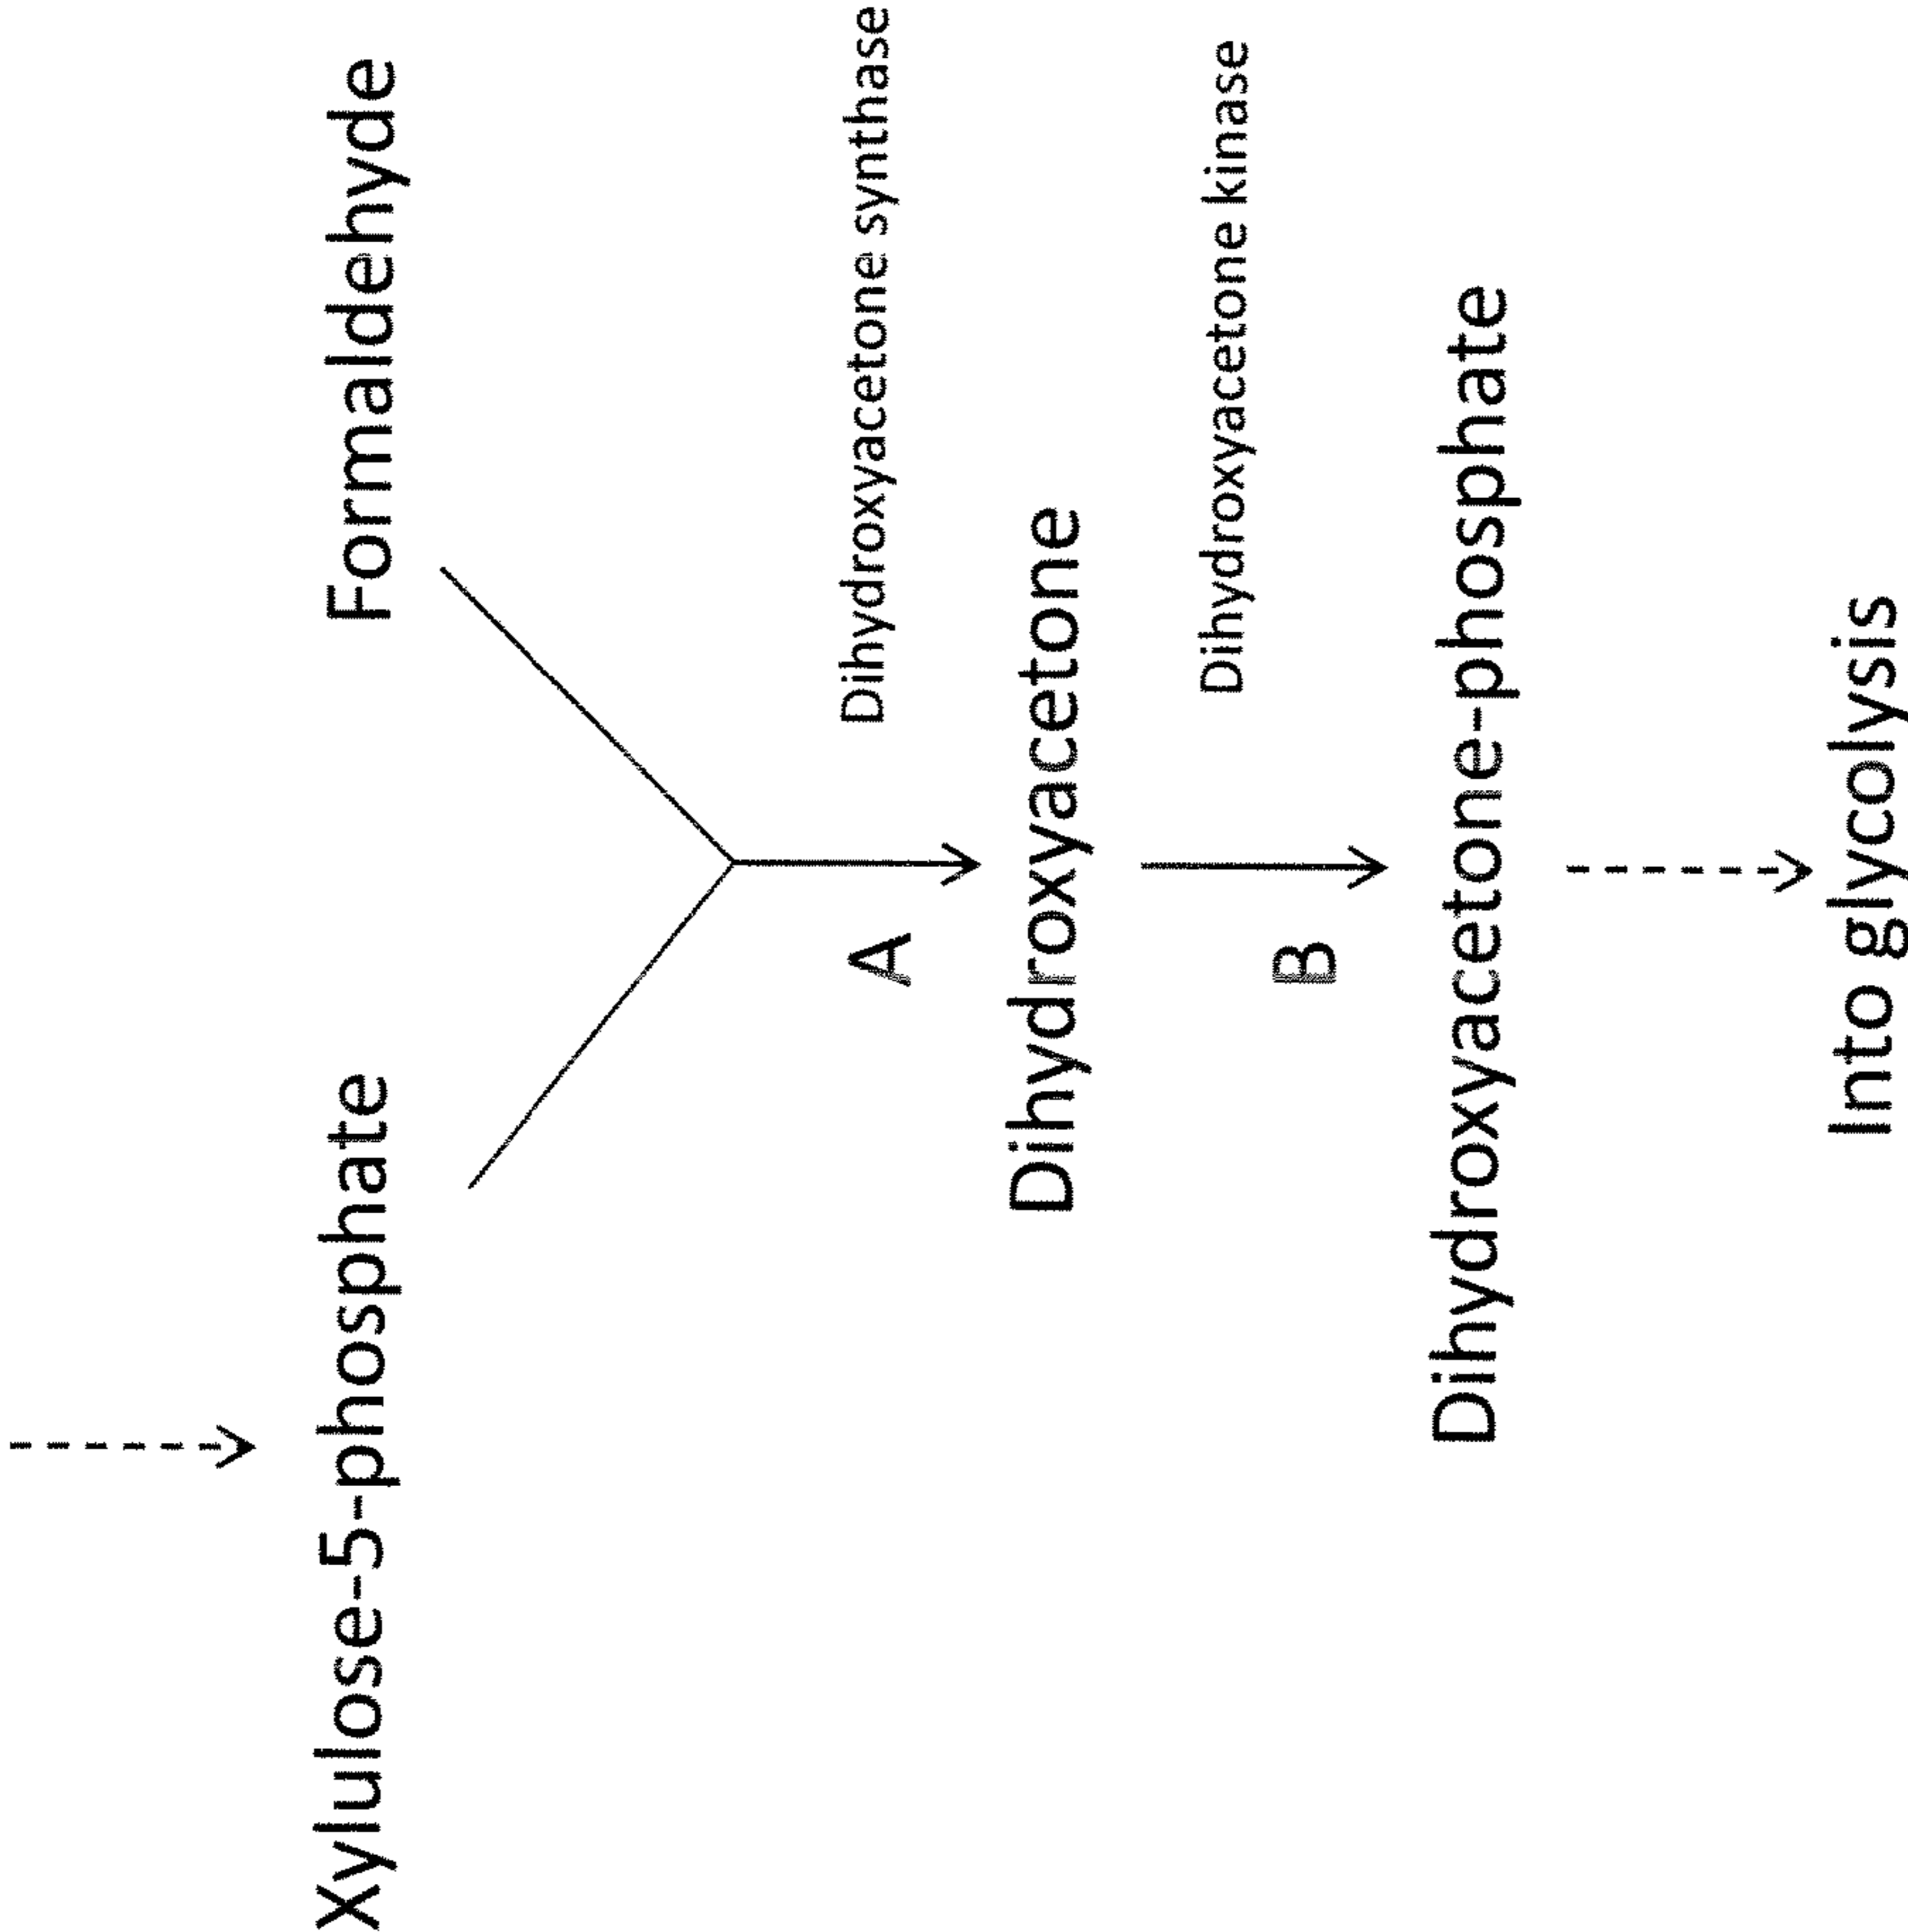 Xylulose-5-phosphate
Formaldehyde
A
Dihydroxyacetone synthase
Dihydroxyacetone
B
Dihydroxyacetone kinase
Dihydroxyacetone-phosphate
Into glycolysis